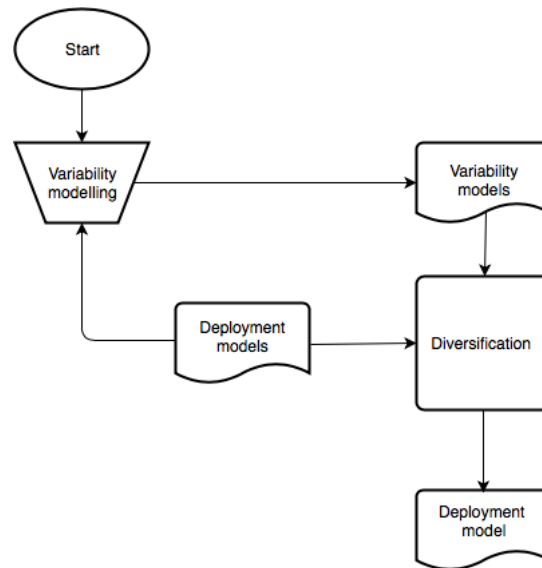 Start
Variability
modelling
Variability
models
Deployment
models
Diversification
Deployment
model